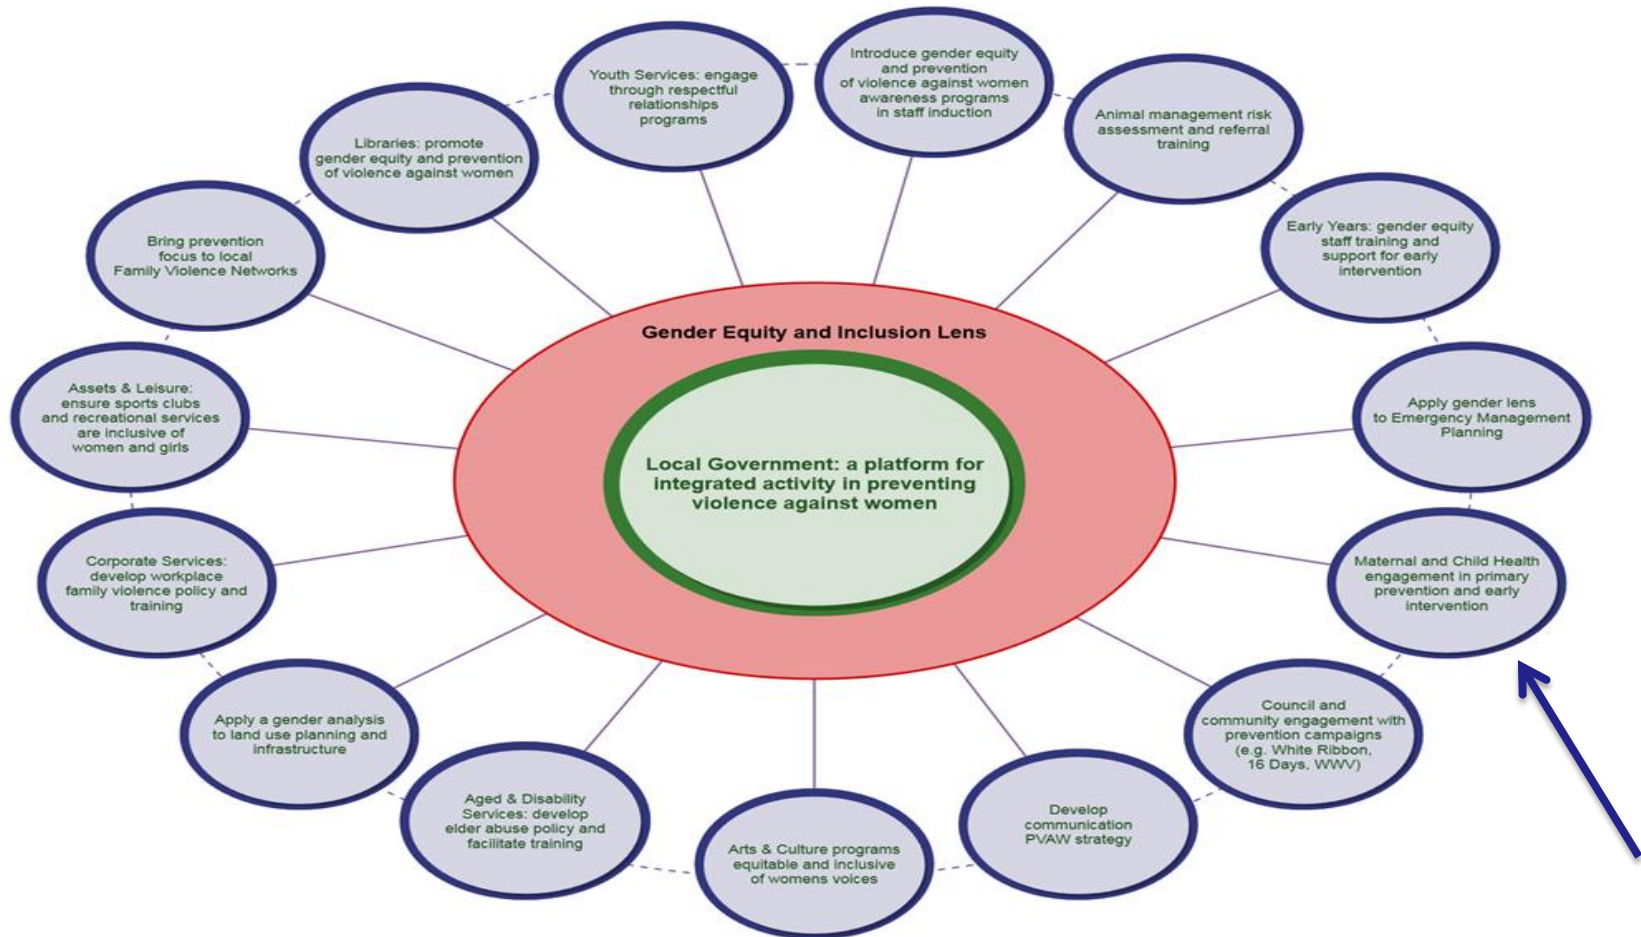 Introduce gender equity
and prevention
of violence against women
awareness programs
in staff induction
Animal management risk
assessment and referral
training
Early Years: gender equity
staff training and
support for early
intervention
Apply gender lens
to Emergency Management
Planning
Maternal and Child Health
engagement in primary
prevention and early
intervention
Council and
community engagement with
prevention campaigns
(e.g. White Ribbon,
16 Days, WWV)
Develop
communication
PVAW strategy
Arts & Culture programs
equitable and inclusive
of womens voices
Aged & Disability
Services: develop
elder abuse policy and
facilitate training
Apply a gender analysis
to land use planning and
infrastructure
Corporate Services:
develop workplace
family violence policy and
training
Assets & Leisure:
ensure sports clubs
and recreational services
are inclusive of
women and girls
Bring prevention
focus to local
Family Violence Networks
Libraries: promote
gender equity and prevention
of violence against women
Youth Services: engage
through respectful
relationships
programs
Gender Equity and Inclusion Lens
Local Government: a platform for
integrated activity in preventing
violence against women